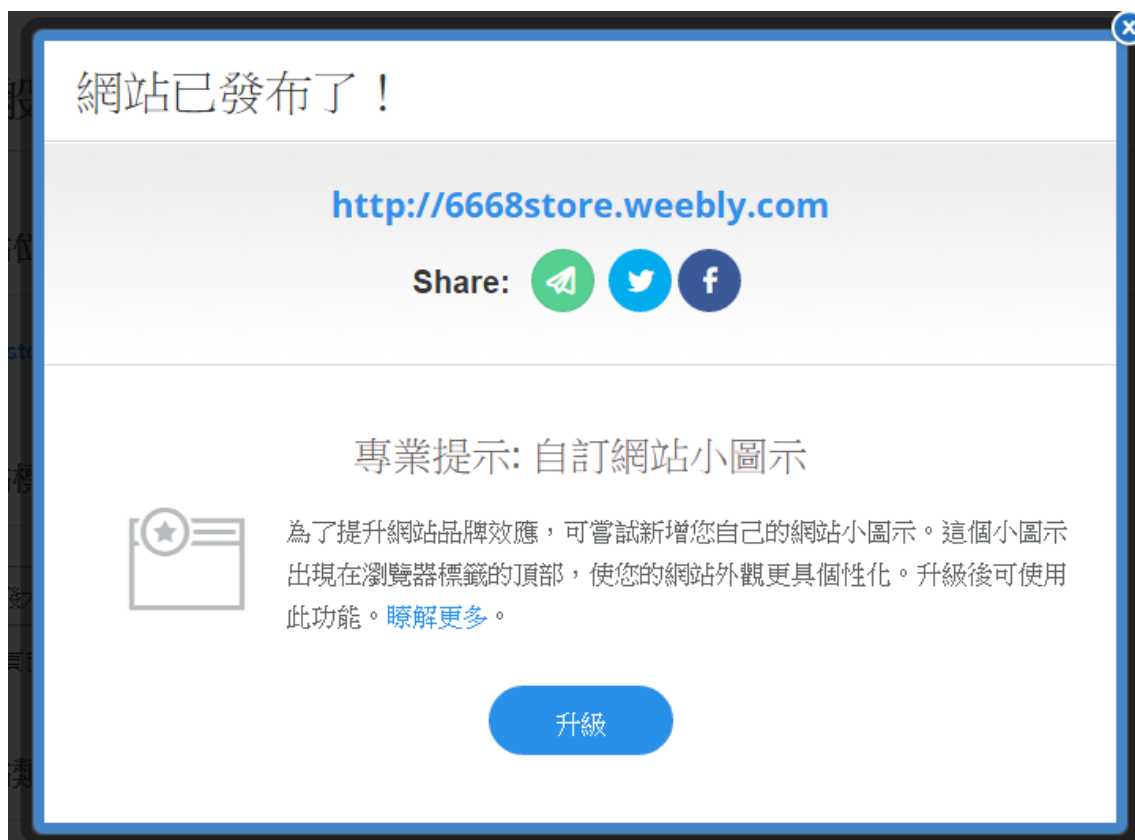 網站已發布了！
http://6668store.weebly.com
Share:
專業提示: 自訂網站小圖示
為了提升網站品牌效應，可嘗試新增您自己的網站小圖示。這個小圖示
出現在瀏覽器標籤的頂部，使您的網站外觀更具個性化。升級後可使用
此功能。瞭解更多。
升級